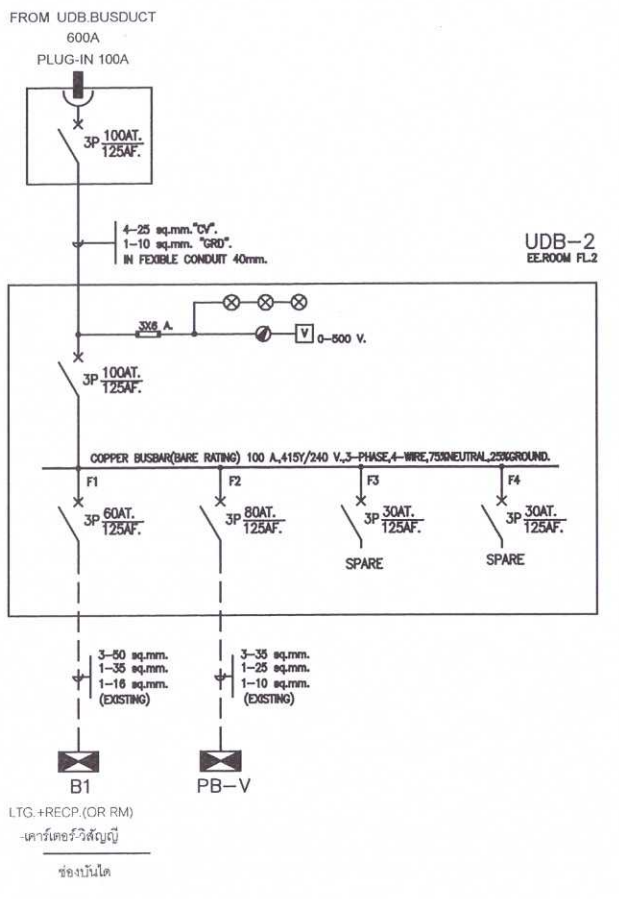 FROM UDB.BUSDUCT
600A
PLUG-IN 100A
3P 100AT.
125AF.
4-25 sq.mm."CV".
1-10 sq.mm. "GRD".
IN FEXIBLE CONDUIT 40mm.
UDB-2
EE.ROOM FL.2
3X6 A.
V 0-500 V.
3P 100AT.
125AF.
COPPER BUSBAR(BARE RATING) 100 A.,415Y/240 V.,3-PHASE,4-WIRE,75%NEUTRAL,25%GROUND.
F1
F2
F3
F4
3P 60AT.
125AF.
3P 80AT.
125AF.
3P 30AT.
125AF.
3P 30AT.
125AF.
SPARE
SPARE
3-50 sq.mm.
1-35 sq.mm.
1-16 sq.mm.
(EXISTING)
3-35 sq.mm.
1-25 sq.mm.
1-10 sq.mm.
(EXISTING)
B1
PB-V
LTG.+RECP.(OR RM)
-เคาร์เตอร์-วิสัญญี
ช่องบันได